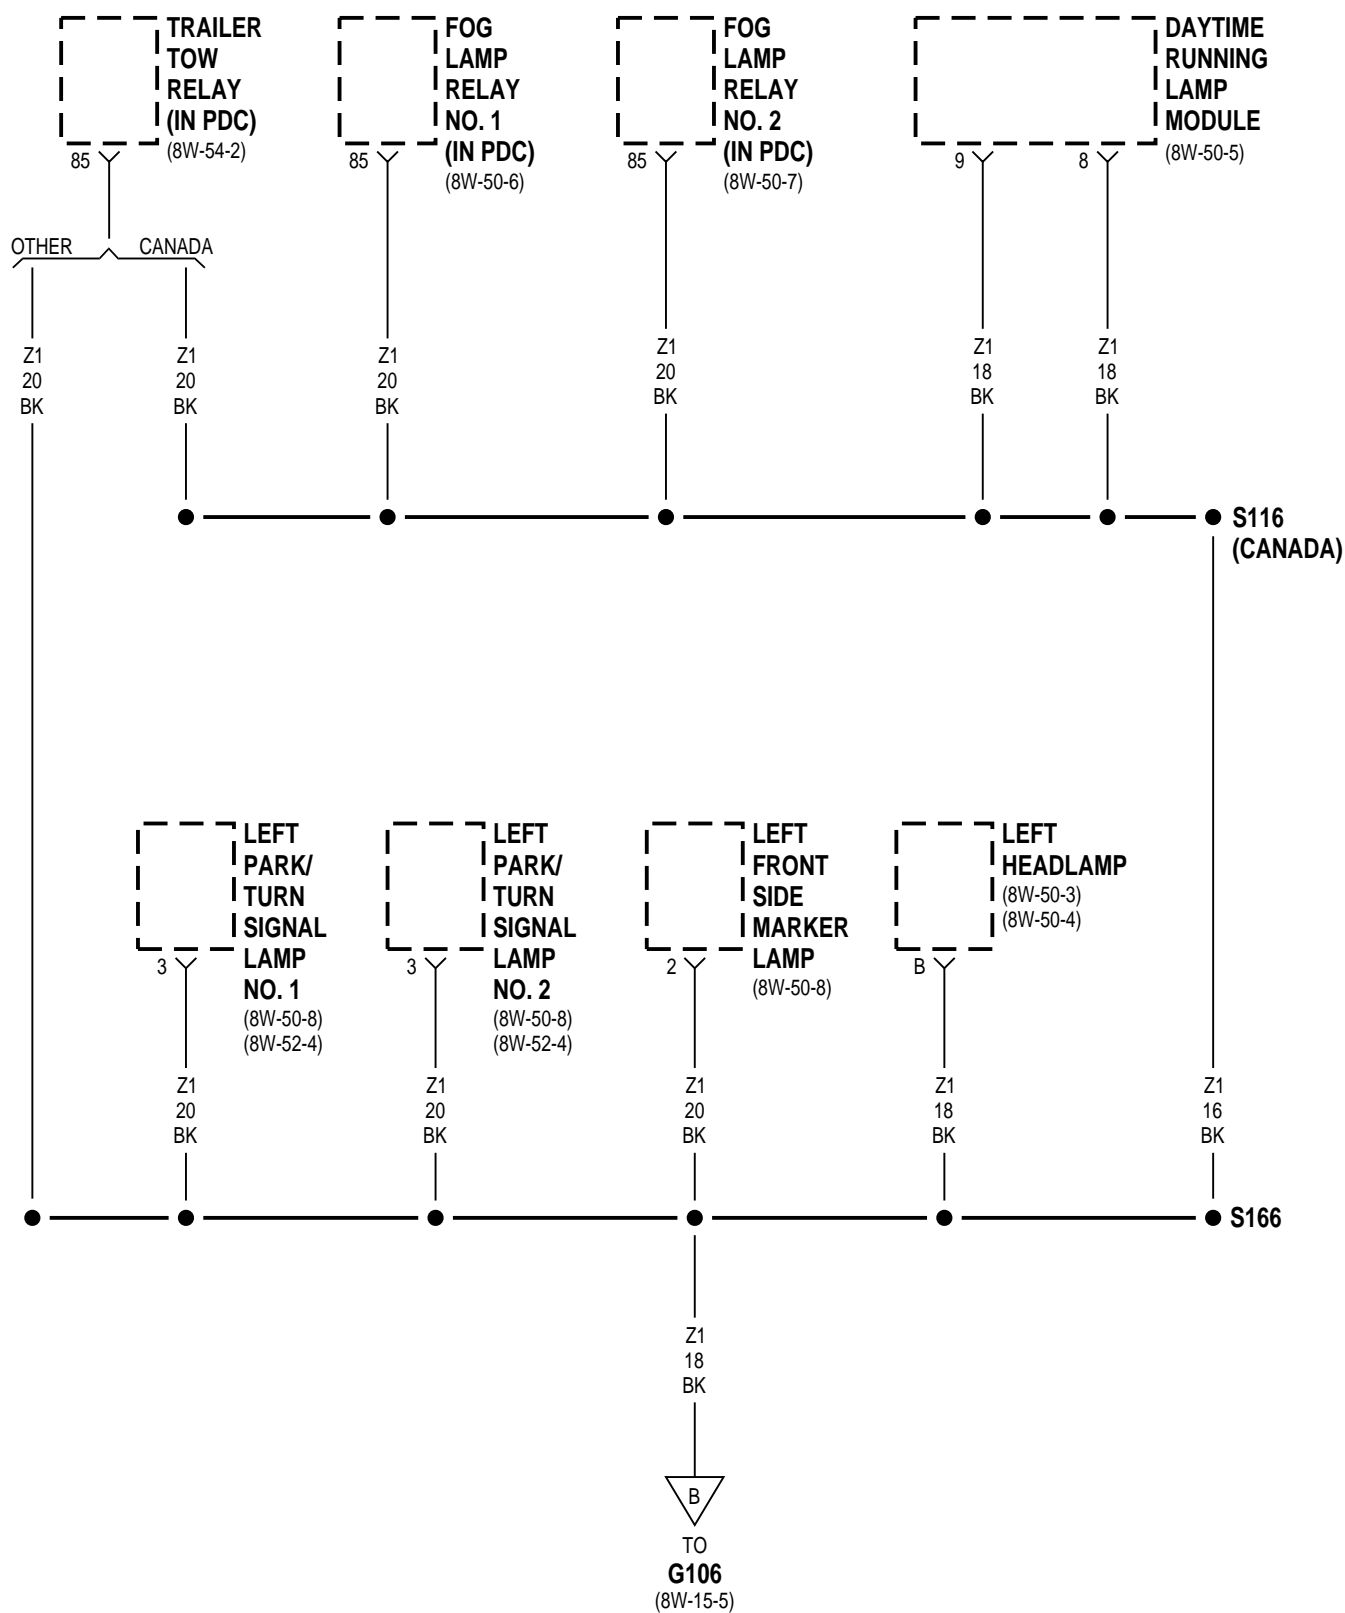 TRAILER
TOW
RELAY
(IN PDC)
(8W-54-2)
85
FOG
LAMP
RELAY
NO. 1
(IN PDC)
(8W-50-6)
85
FOG
LAMP
RELAY
NO. 2
(IN PDC)
(8W-50-7)
85
DAYTIME
RUNNING
LAMP
MODULE
(8W-50-5)
9
8
OTHER
CANADA
Z1
20
BK
Z1
20
BK
Z1
20
BK
Z1
20
BK
Z1
18
BK
Z1
18
BK
S116
(CANADA)
LEFT
PARK/
TURN
SIGNAL
LAMP
NO. 1
(8W-50-8)
(8W-52-4)
3
LEFT
PARK/
TURN
SIGNAL
LAMP
NO. 2
(8W-50-8)
(8W-52-4)
3
LEFT
FRONT
SIDE
MARKER
LAMP
(8W-50-8)
2
LEFT
HEADLAMP
(8W-50-3)
(8W-50-4)
B
Z1
20
BK
Z1
20
BK
Z1
20
BK
Z1
18
BK
Z1
16
BK
S166
Z1
18
BK
B
TO
G106
(8W-15-5)